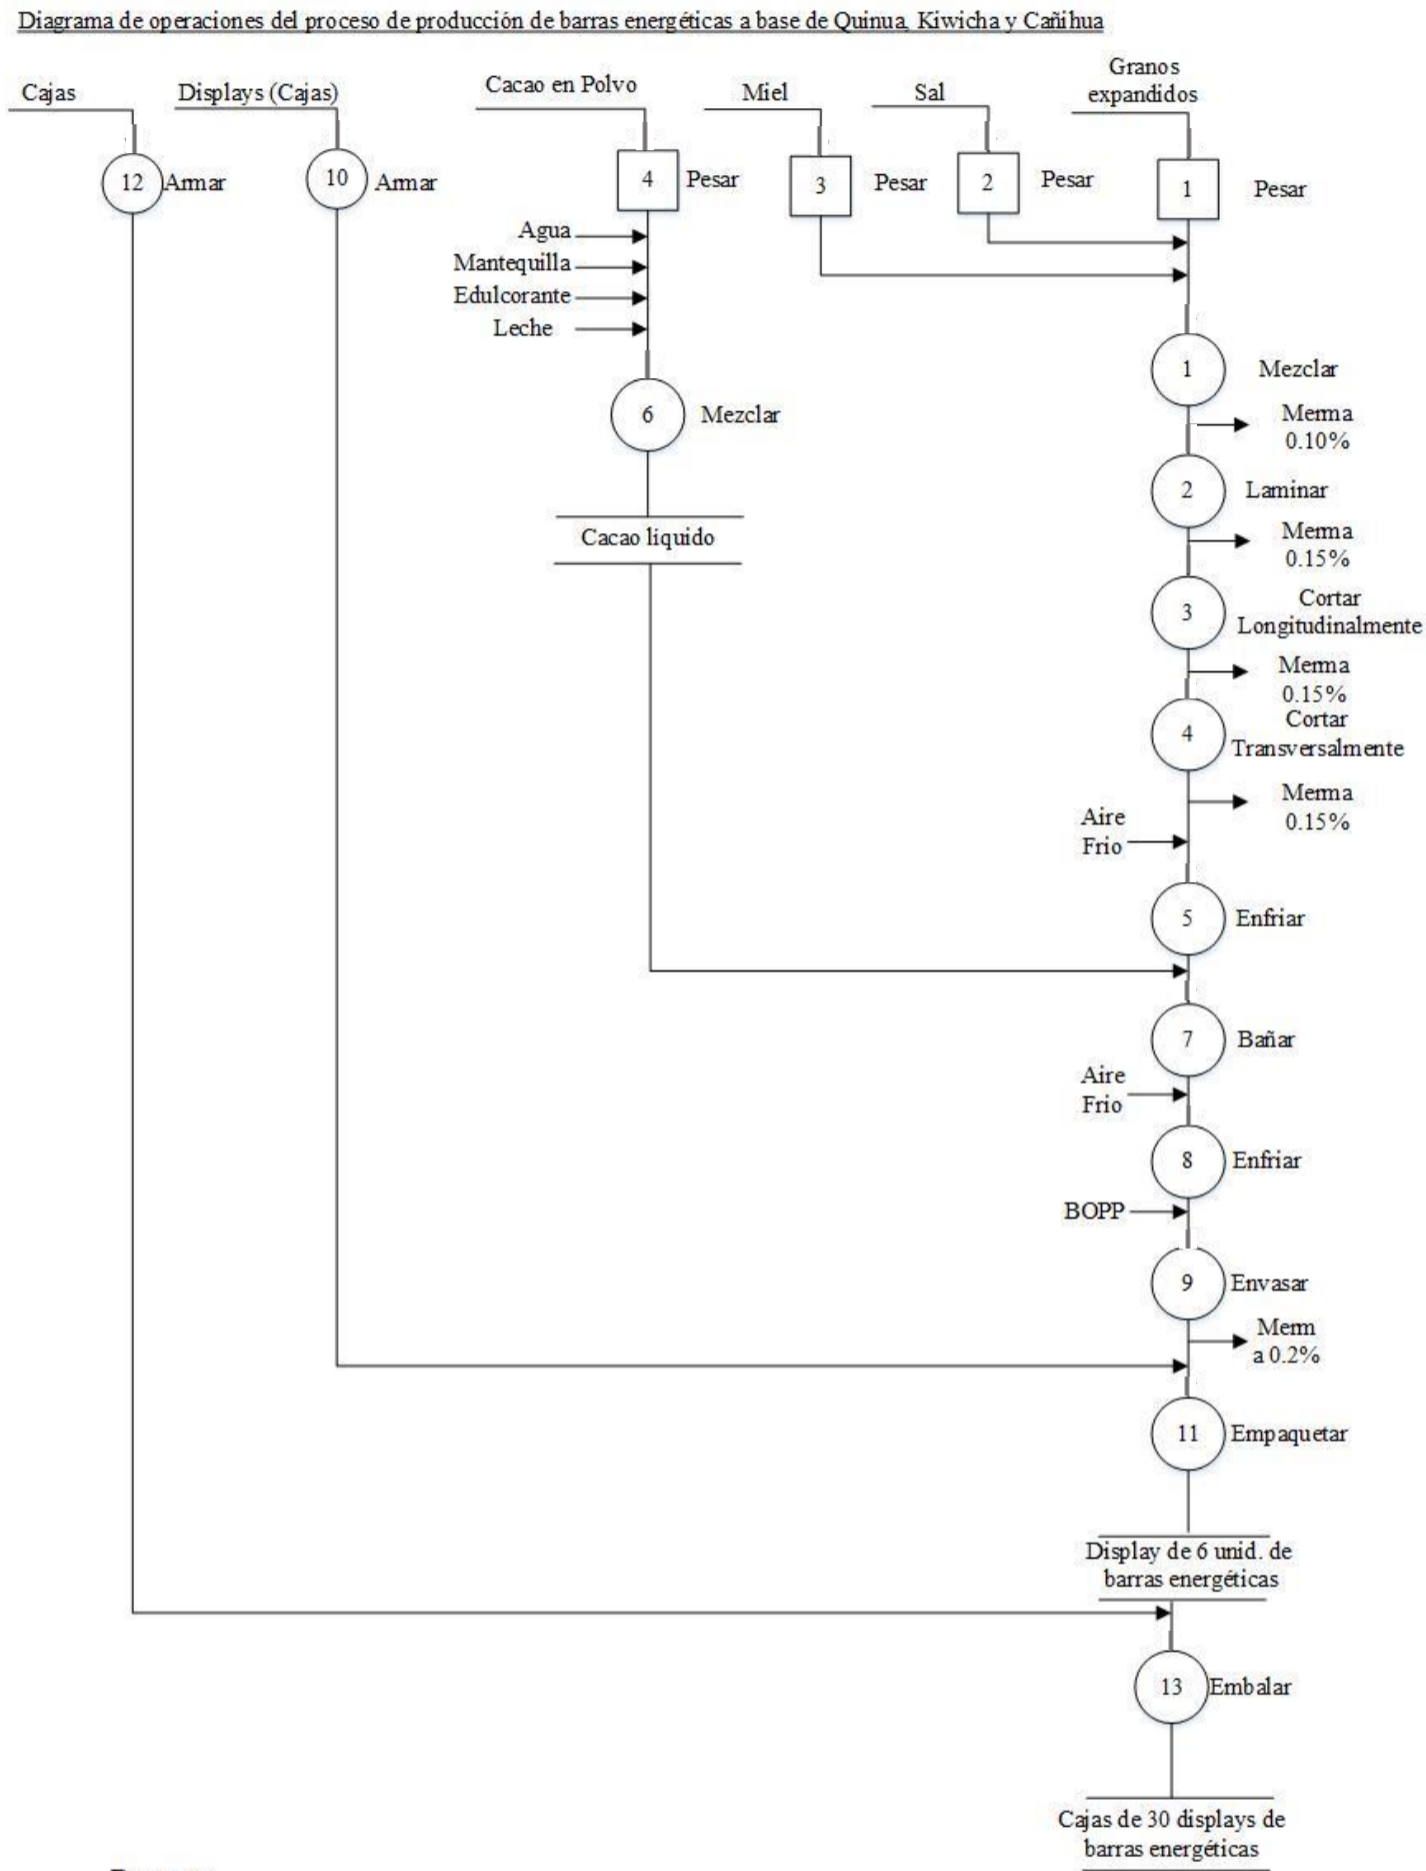 Diagrama de operaciones del proceso de producción de barras energéticas a base de Quinua, Kiwicha y Cañihua
Cajas
Displays (Cajas)
Cacao en Polvo
Miel
Sal
Granos
expandidos
12
Armar
10
Armar
4
Pesar
3
Pesar
2
Pesar
1
Pesar
Agua
Mantequilla
Edulcorante
Leche
1
Mezclar
6
Mezclar
Merma
0.10%
2
Laminar
Cacao líquido
Merma
0.15%
3
Cortar
Longitudinalmente
Merma
0.15%
4
Cortar
Transversalmente
Merma
0.15%
Aire
Frio
5
Enfriar
7
Bañar
Aire
Frio
8
Enfriar
BOPP
9
Envasar
Merm
a 0.2%
11
Empaquetar
Display de 6 unid. de
barras energéticas
13
Embalar
Cajas de 30 displays de
barras energéticas